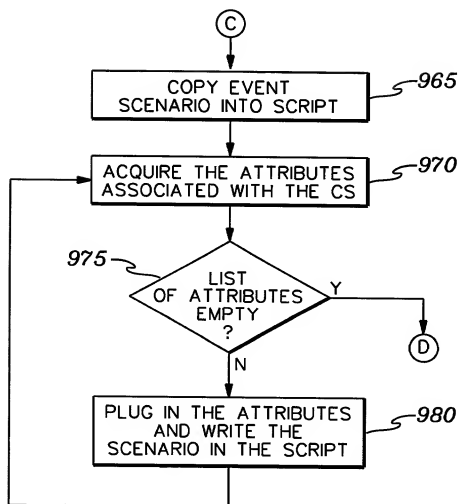 C
COPY EVENT
SCENARIO INTO SCRIPT
965
ACQUIRE THE ATTRIBUTES
ASSOCIATED WITH THE CS
970
975
LIST
OF ATTRIBUTES
EMPTY
?
Y
D
N
PLUG IN THE ATTRIBUTES
AND WRITE THE
SCENARIO IN THE SCRIPT
980